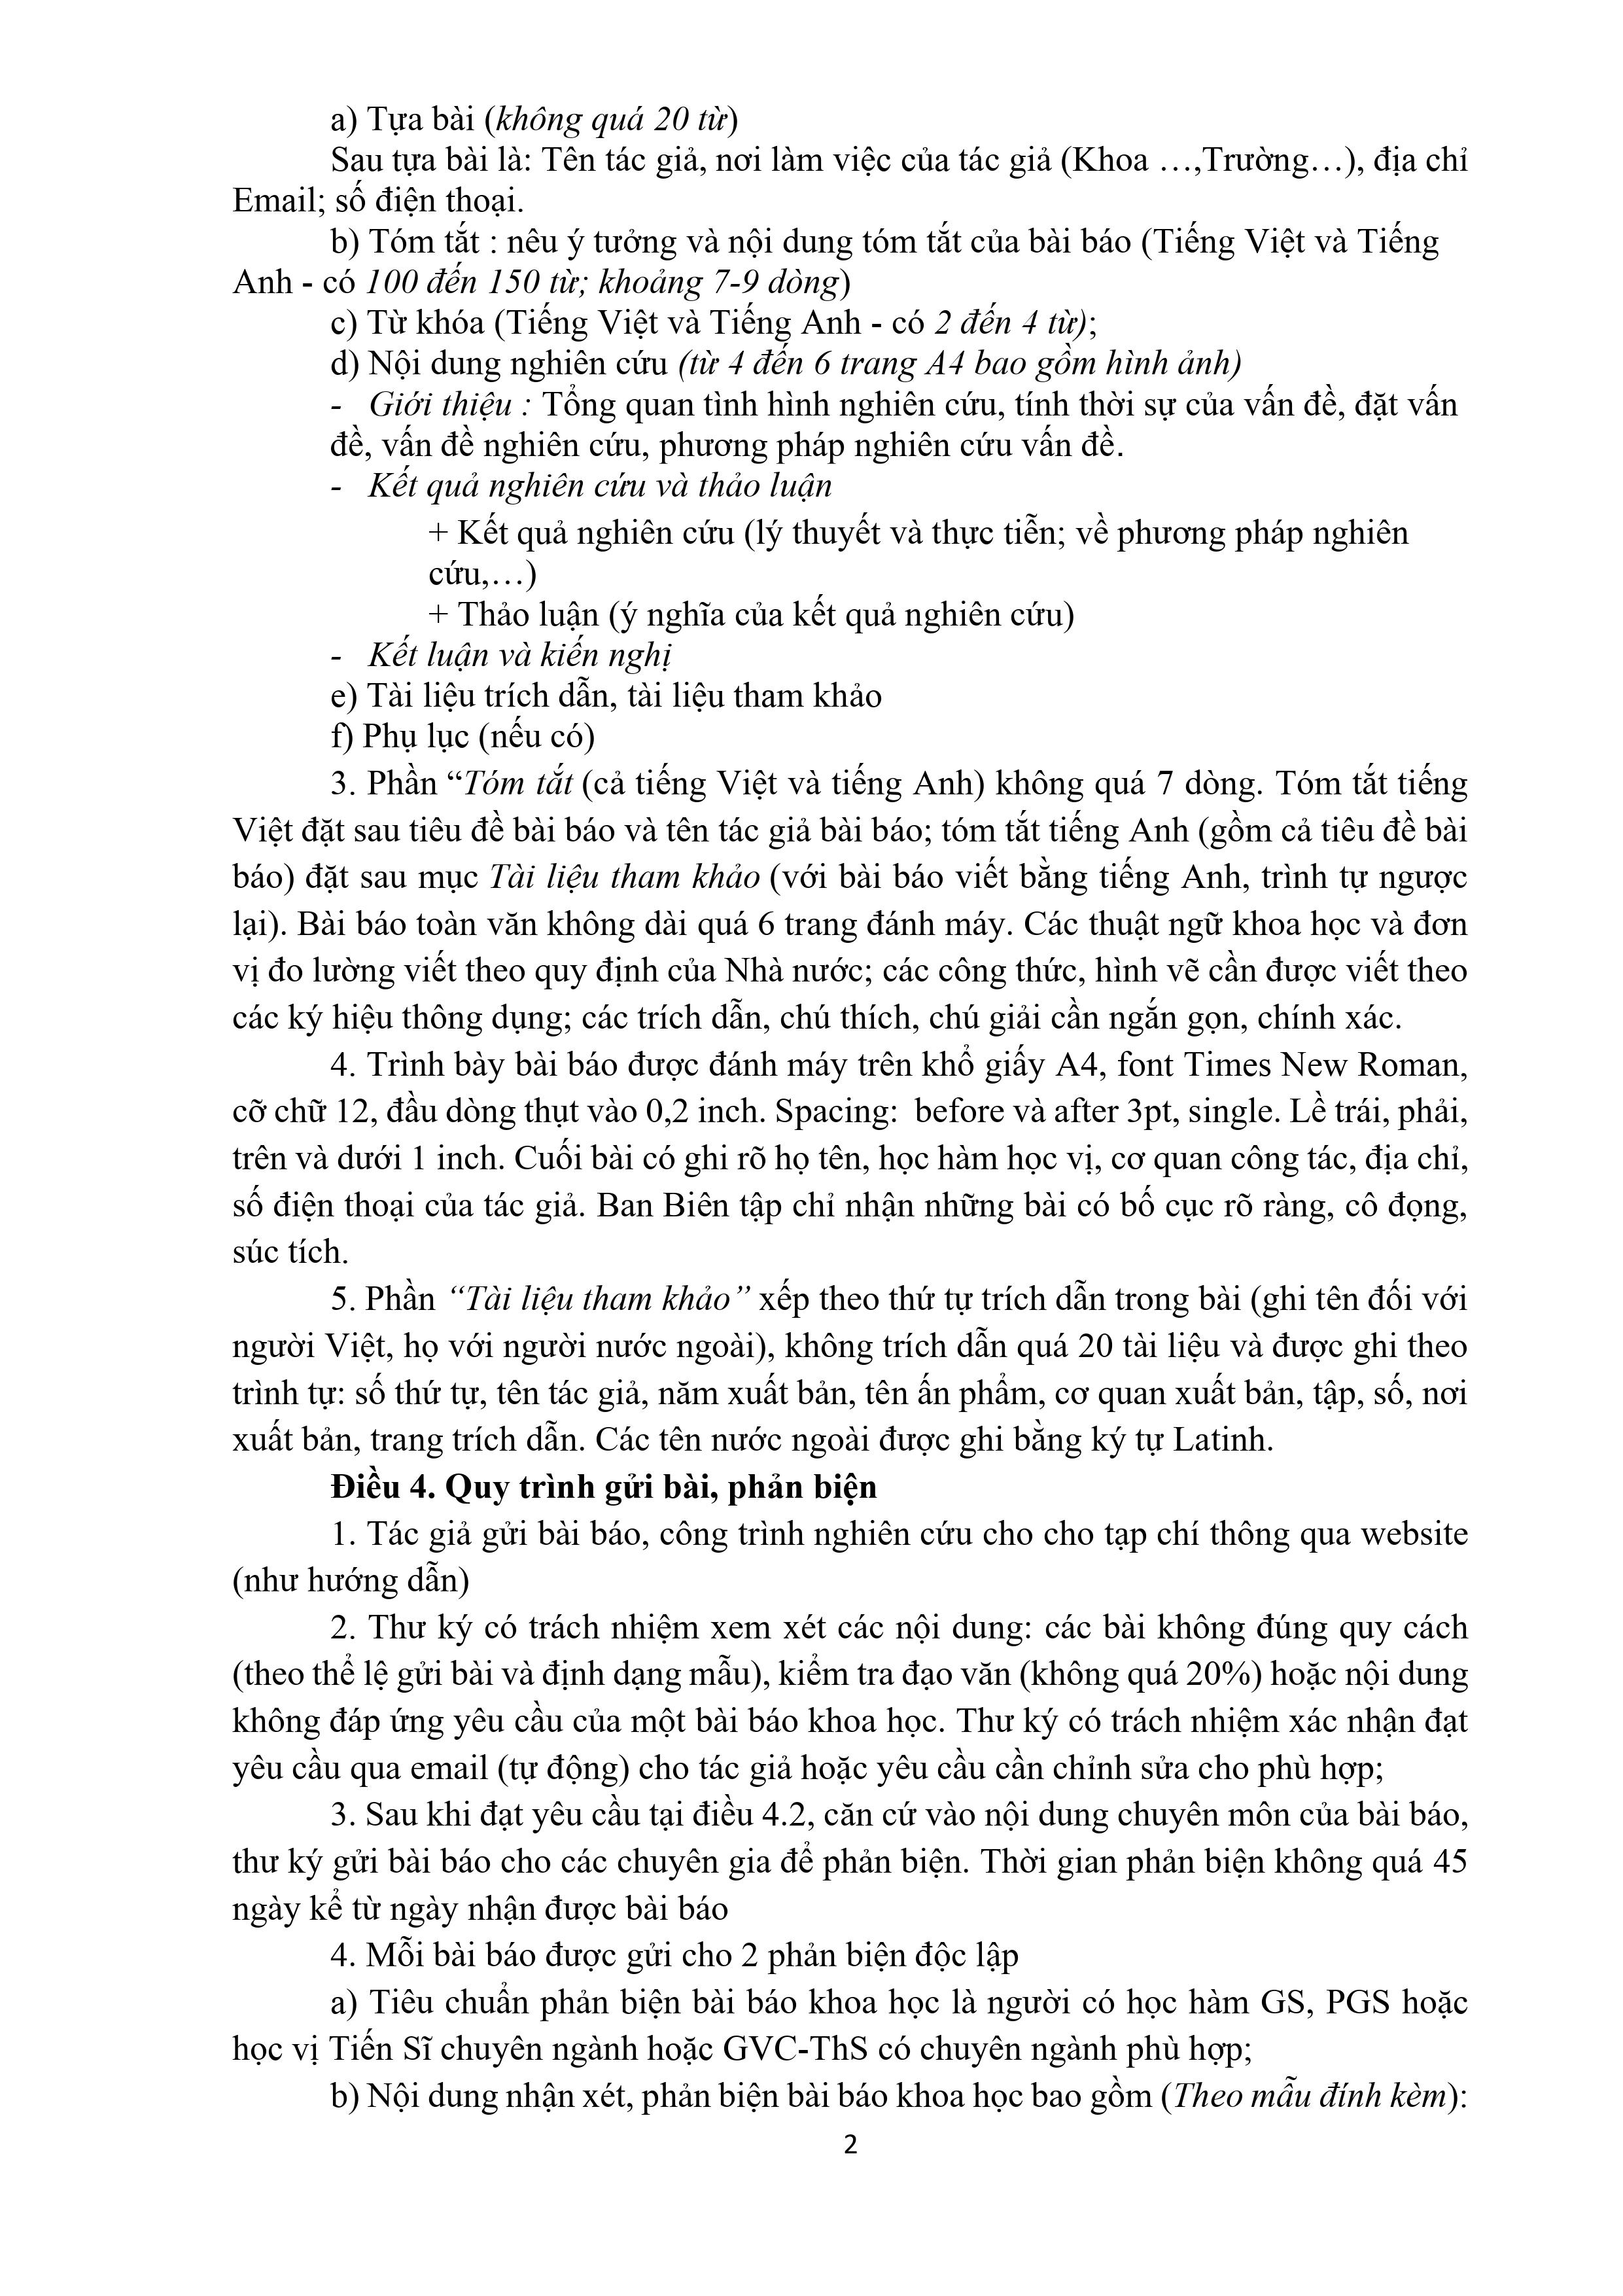 a) Tựa bài (không quá 20 từ)
Sau tựa bài là: Tên tác giả, nơi làm việc của tác giả (Khoa …,Trường…), địa chỉ
Email; số điện thoại.
b) Tóm tắt : nêu ý tưởng và nội dung tóm tắt của bài báo (Tiếng Việt và Tiếng
Anh - có 100 đến 150 từ; khoảng 7-9 dòng)
c) Từ khóa (Tiếng Việt và Tiếng Anh - có 2 đến 4 từ);
d) Nội dung nghiên cứu (từ 4 đến 6 trang A4 bao gồm hình ảnh)
- Giới thiệu : Tổng quan tình hình nghiên cứu, tính thời sự của vấn đề, đặt vấn
đề, vấn đề nghiên cứu, phương pháp nghiên cứu vấn đề.
- Kết quả nghiên cứu và thảo luận
+ Kết quả nghiên cứu (lý thuyết và thực tiễn; về phương pháp nghiên
cứu,…)
+ Thảo luận (ý nghĩa của kết quả nghiên cứu)
- Kết luận và kiến nghị
e) Tài liệu trích dẫn, tài liệu tham khảo
f) Phụ lục (nếu có)
3. Phần “Tóm tắt (cả tiếng Việt và tiếng Anh) không quá 7 dòng. Tóm tắt tiếng
Việt đặt sau tiêu đề bài báo và tên tác giả bài báo; tóm tắt tiếng Anh (gồm cả tiêu đề bài
báo) đặt sau mục Tài liệu tham khảo (với bài báo viết bằng tiếng Anh, trình tự ngược
lại). Bài báo toàn văn không dài quá 6 trang đánh máy. Các thuật ngữ khoa học và đơn
vị đo lường viết theo quy định của Nhà nước; các công thức, hình vẽ cần được viết theo
các ký hiệu thông dụng; các trích dẫn, chú thích, chú giải cần ngắn gọn, chính xác.
4. Trình bày bài báo được đánh máy trên khổ giấy A4, font Times New Roman,
cỡ chữ 12, đầu dòng thụt vào 0,2 inch. Spacing: before và after 3pt, single. Lề trái, phải,
trên và dưới 1 inch. Cuối bài có ghi rõ họ tên, học hàm học vị, cơ quan công tác, địa chỉ,
số điện thoại của tác giả. Ban Biên tập chỉ nhận những bài có bố cục rõ ràng, cô đọng,
súc tích.
5. Phần “Tài liệu tham khảo” xếp theo thứ tự trích dẫn trong bài (ghi tên đối với
người Việt, họ với người nước ngoài), không trích dẫn quá 20 tài liệu và được ghi theo
trình tự: số thứ tự, tên tác giả, năm xuất bản, tên ấn phẩm, cơ quan xuất bản, tập, số, nơi
xuất bản, trang trích dẫn. Các tên nước ngoài được ghi bằng ký tự Latinh.
Điều 4. Quy trình gửi bài, phản biện
1. Tác giả gửi bài báo, công trình nghiên cứu cho cho tạp chí thông qua website
(như hướng dẫn)
2. Thư ký có trách nhiệm xem xét các nội dung: các bài không đúng quy cách
(theo thể lệ gửi bài và định dạng mẫu), kiểm tra đạo văn (không quá 20%) hoặc nội dung
không đáp ứng yêu cầu của một bài báo khoa học. Thư ký có trách nhiệm xác nhận đạt
yêu cầu qua email (tự động) cho tác giả hoặc yêu cầu cần chỉnh sửa cho phù hợp;
3. Sau khi đạt yêu cầu tại điều 4.2, căn cứ vào nội dung chuyên môn của bài báo,
thư ký gửi bài báo cho các chuyên gia để phản biện. Thời gian phản biện không quá 45
ngày kể từ ngày nhận được bài báo
4. Mỗi bài báo được gửi cho 2 phản biện độc lập
a) Tiêu chuẩn phản biện bài báo khoa học là người có học hàm GS, PGS hoặc
học vị Tiến Sĩ chuyên ngành hoặc GVC-ThS có chuyên ngành phù hợp;
b) Nội dung nhận xét, phản biện bài báo khoa học bao gồm (Theo mẫu đính kèm):
2